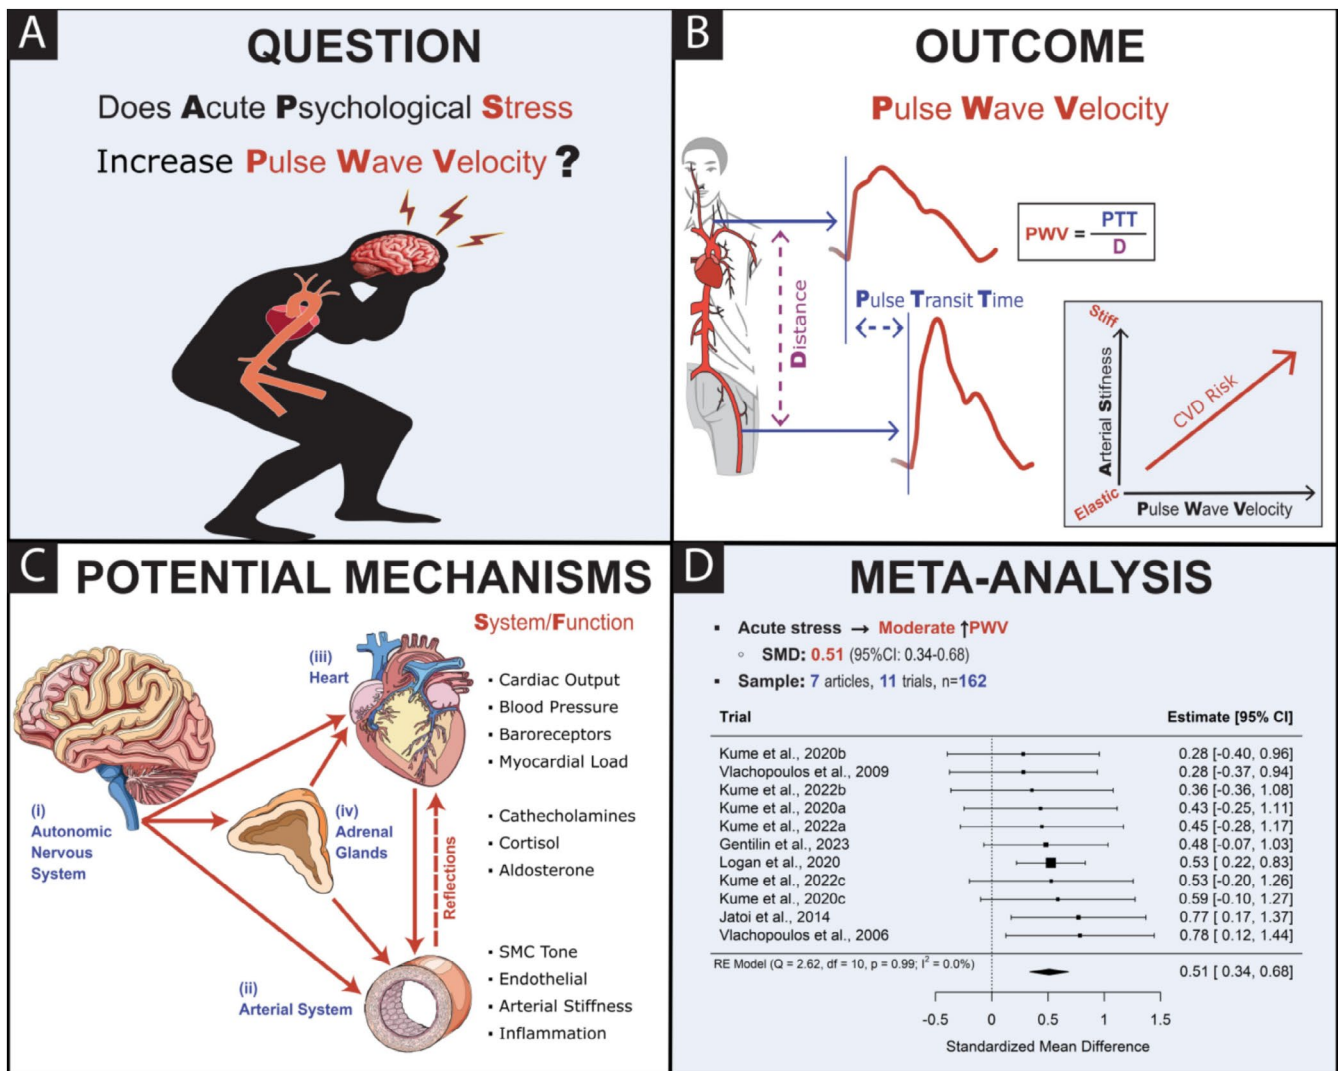 A
QUESTION
Does Acute Psychological Stress
Increase Pulse Wave Velocity ?
B
OUTCOME
Pulse Wave Velocity
PWV = PTT
D
Pulse Transit Time
Distance
Stiff
Arterial Stifness
Elastic
CVD Risk
Pulse Wave Velocity
C
POTENTIAL MECHANISMS
System/Function
(i)
Autonomic
Nervous
System
(iii)
Heart
(iv)
Adrenal
Glands
(ii)
Arterial System
Reflections
▪ Cardiac Output
▪ Blood Pressure
▪ Baroreceptors
▪ Myocardial Load
▪ Cathecholamines
▪ Cortisol
▪ Aldosterone
▪ SMC Tone
▪ Endothelial
▪ Arterial Stiffness
▪ Inflammation
D
META-ANALYSIS
▪ Acute stress → Moderate ↑PWV
○ SMD: 0.51 (95%CI: 0.34-0.68)
▪ Sample: 7 articles, 11 trials, n=162
Trial Estimate [95% CI]
Kume et al., 2020b 0.28 [-0.40, 0.96]
Vlachopoulos et al., 2009 0.28 [-0.37, 0.94]
Kume et al., 2022b 0.36 [-0.36, 1.08]
Kume et al., 2020a 0.43 [-0.25, 1.11]
Kume et al., 2022a 0.45 [-0.28, 1.17]
Gentilin et al., 2023 0.48 [-0.07, 1.03]
Logan et al., 2020 0.53 [ 0.22, 0.83]
Kume et al., 2022c 0.53 [-0.20, 1.26]
Kume et al., 2020c 0.59 [-0.10, 1.27]
Jatoi et al., 2014 0.77 [ 0.17, 1.37]
Vlachopoulos et al., 2006 0.78 [ 0.12, 1.44]
RE Model (Q = 2.62, df = 10, p = 0.99; I² = 0.0%) 0.51 [ 0.34, 0.68]
-0.5 0 0.5 1 1.5
Standardized Mean Difference